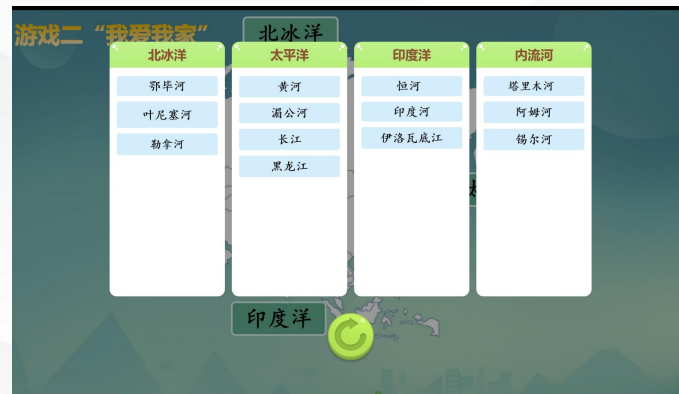 游戏二 “我爱我家”
北冰洋
北冰洋
鄂毕河
叶尼塞河
勒拿河
太平洋
黄河
湄公河
长江
黑龙江
印度洋
恒河
印度河
伊洛瓦底江
内流河
塔里木河
阿姆河
锡尔河
印度洋